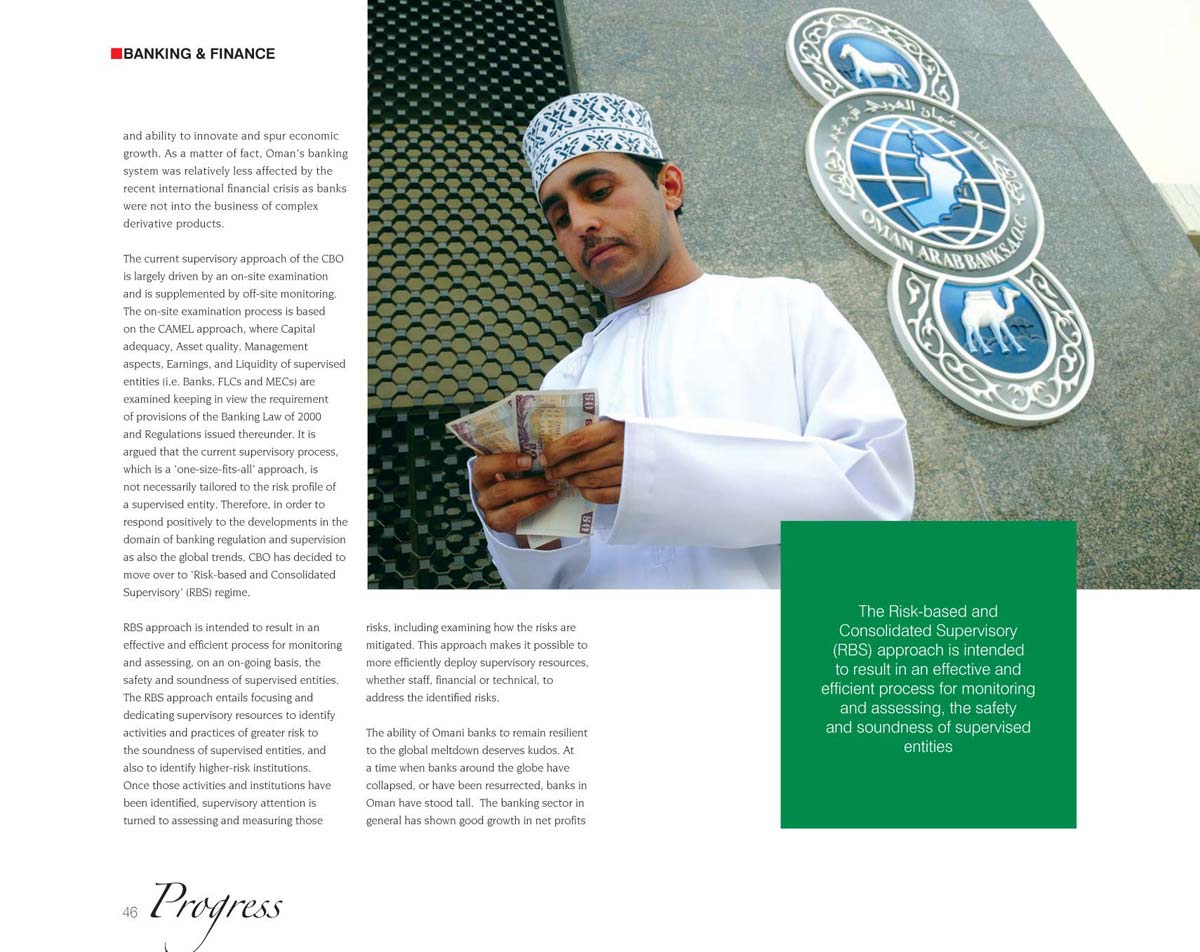 BANKING & FINANCE
and ability to innovate and spur economic
growth. As a matter of fact, Oman's banking
system was relatively less affected by the
recent international financial crisis as banks
were not into the business of complex
derivative products.
The current supervisory approach of the CBO
is largely driven by an on-site examination
and is supplemented by off-site monitoring.
The on-site examination process is based
on the CAMEL approach, where Capital
adequacy, Asset quality, Management
aspects, Earnings, and Liquidity of supervised
entities (i.e. Banks, FLCs and MECs) are
examined keeping in view the requirement
of provisions of the Banking Law of 2000
and Regulations issued thereunder. It is
argued that the current supervisory process,
which is a 'one-size-fits-all' approach, is
not necessarily tailored to the risk profile of
a supervised entity. Therefore, in order to
respond positively to the developments in the
domain of banking regulation and supervision
as also the global trends, CBO has decided to
move over to 'Risk-based and Consolidated
Supervisory' (RBS) regime.
RBS approach is intended to result in an
effective and efficient process for monitoring
and assessing, on an on-going basis, the
safety and soundness of supervised entities.
The RBS approach entails focusing and
dedicating supervisory resources to identify
activities and practices of greater risk to
the soundness of supervised entities, and
also to identify higher-risk institutions.
Once those activities and institutions have
been identified, supervisory attention is
turned to assessing and measuring those
risks, including examining how the risks are
mitigated. This approach makes it possible to
more efficiently deploy supervisory resources,
whether staff, financial or technical, to
address the identified risks.
The ability of Omani banks to remain resilient
to the global meltdown deserves kudos. At
a time when banks around the globe have
collapsed, or have been resurrected, banks in
Oman have stood tall.  The banking sector in
general has shown good growth in net profits
بنك عمان العربي ش.م.ع.م
OMAN ARAB BANK S.A.O.C.
50
50
The Risk-based and
Consolidated Supervisory
(RBS) approach is intended
to result in an effective and
efficient process for monitoring
and assessing, the safety
and soundness of supervised
entities
46 Progress